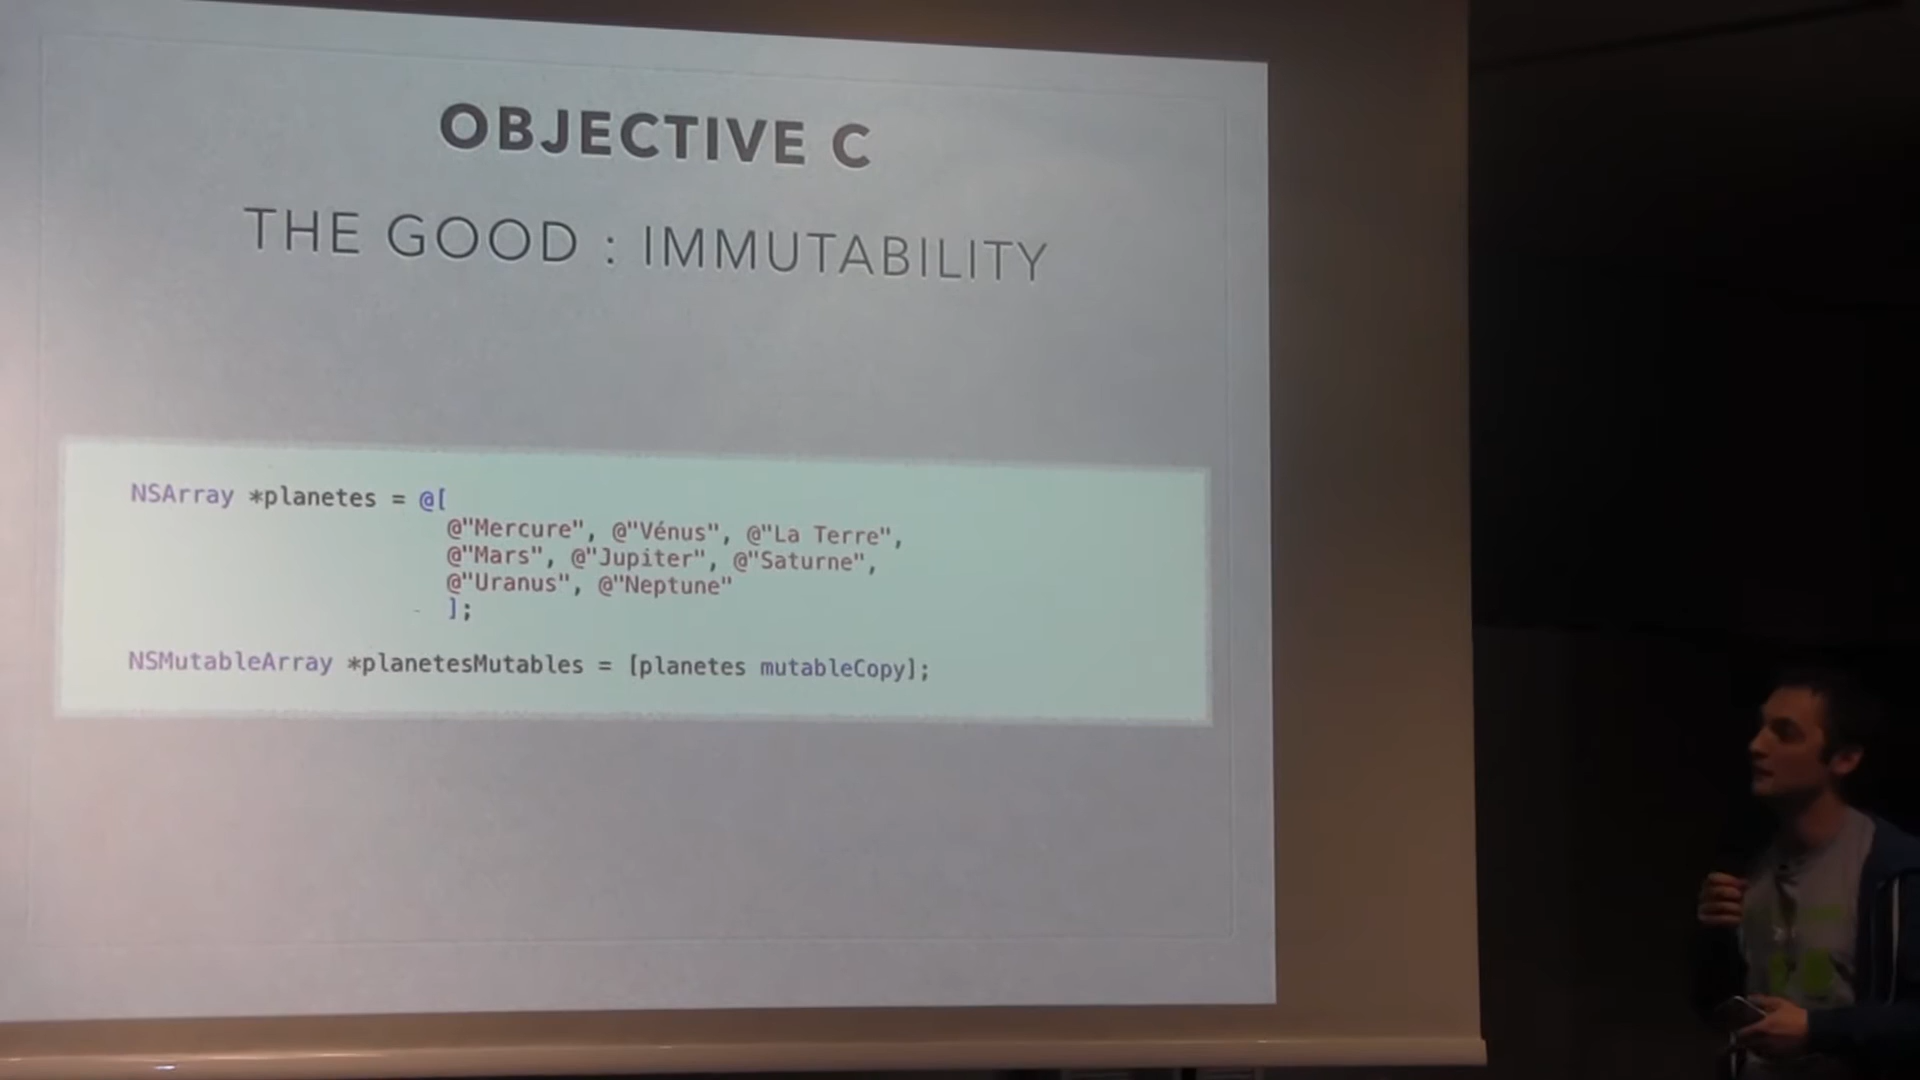 OBJECTIVE C
THE GOOD : IMMUTABILITY
NSArray *planetes = @[
@"Mercure", @"Vénus", @"La Terre",
@"Mars", @"Jupiter", @"Saturne",
@"Uranus", @"Neptune"
];
NSMutableArray *planetesMutables = [planetes mutableCopy];